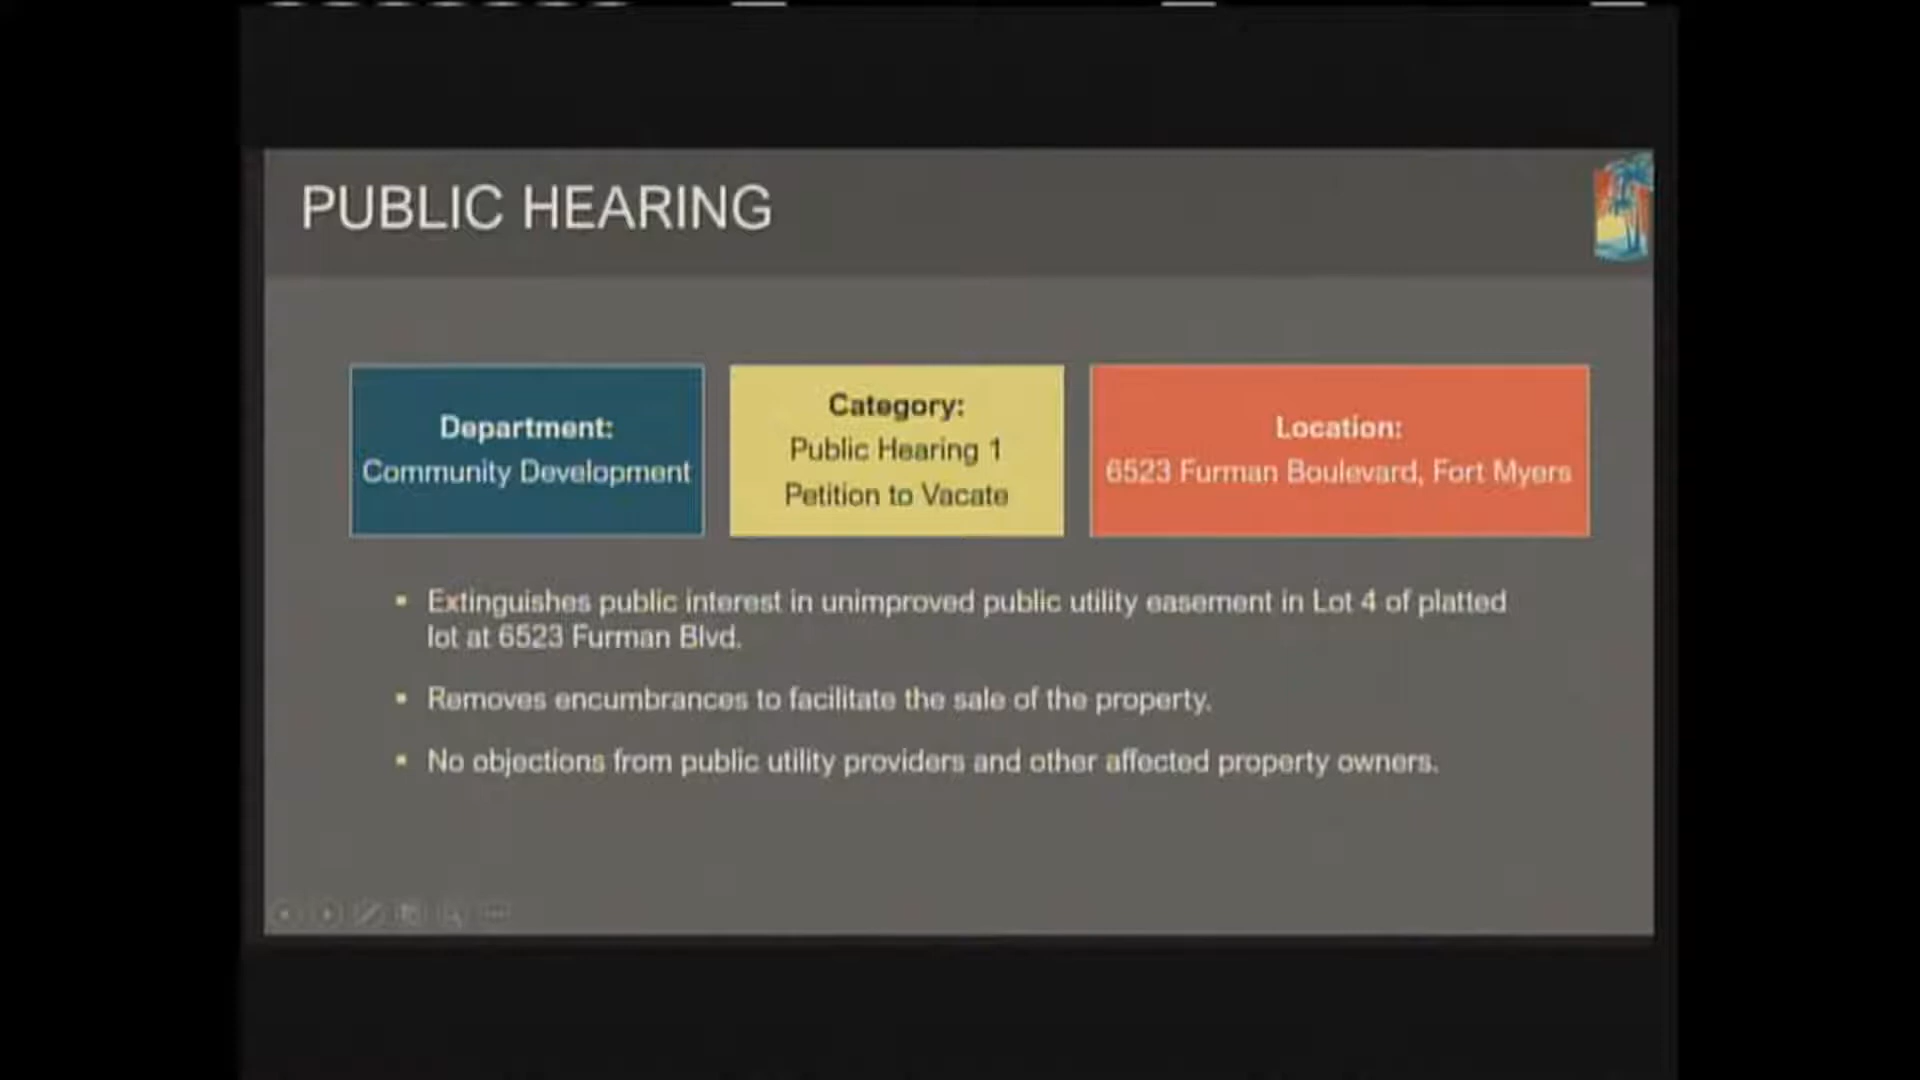 PUBLIC HEARING
Department:
Community Development
Category:
Public Hearing 1
Petition to Vacate
Location:
6523 Furman Boulevard, Fort Myers
▪ Extinguishes public interest in unimproved public utility easement in Lot 4 of platted
lot at 6523 Furman Blvd.
▪ Removes encumbrances to facilitate the sale of the property.
▪ No objections from public utility providers and other affected property owners.